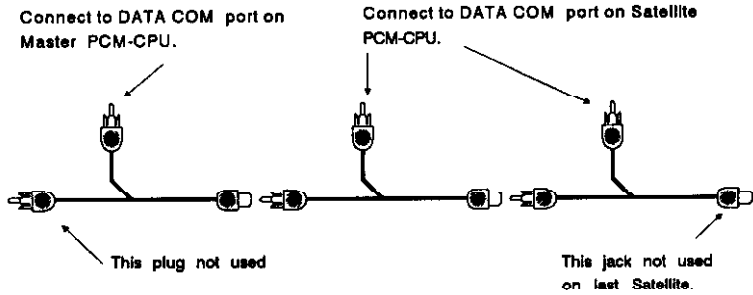 Connect to DATA COM port on
Master PCM-CPU.
Connect to DATA COM port on Satellite
PCM-CPU.
This plug not used
This jack not used
on last Satellite.